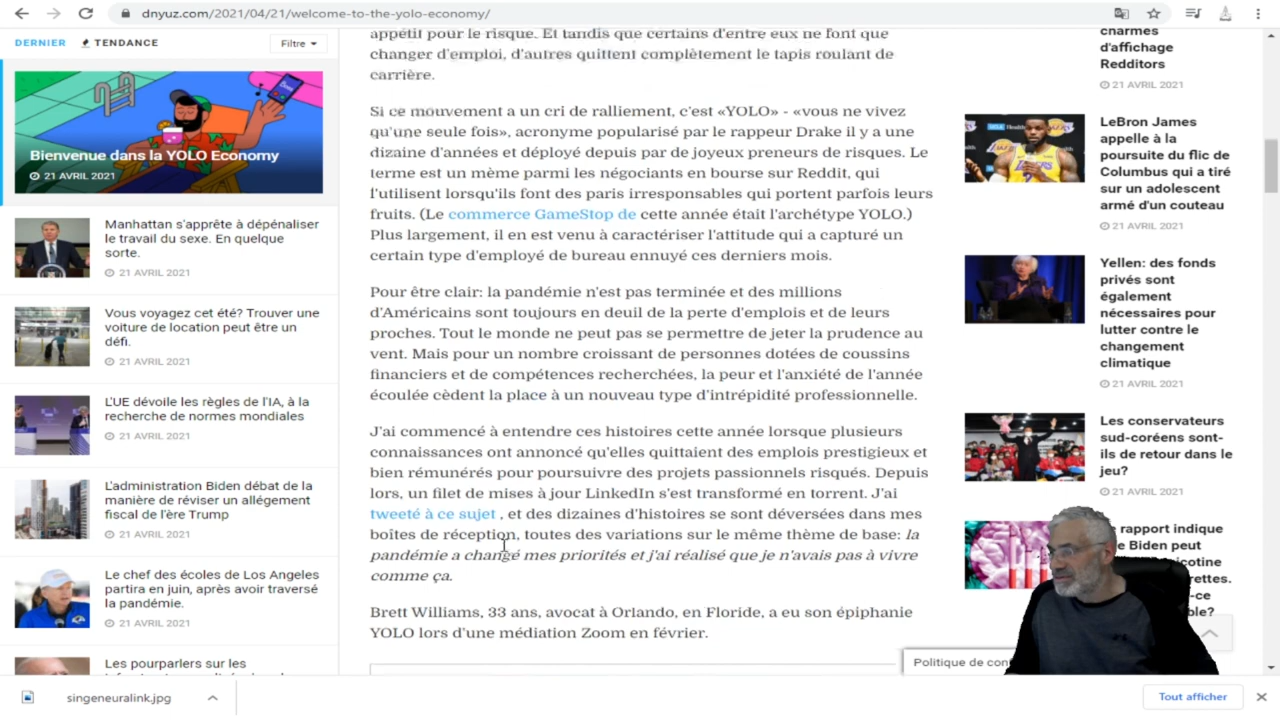 dnyuz.com/2021/04/21/welcome-to-the-yolo-economy/
DERNIER
TENDANCE
Filtre
Bienvenue dans la YOLO Economy
21 AVRIL 2021
Manhattan s'apprête à dépénaliser
le travail du sexe. En quelque
sorte.
21 AVRIL 2021
Vous voyagez cet été? Trouver une
voiture de location peut être un
défi.
21 AVRIL 2021
L'UE dévoile les règles de l'IA, à la
recherche de normes mondiales
21 AVRIL 2021
L'administration Biden débat de la
manière de réviser un allégement
fiscal de l'ère Trump
21 AVRIL 2021
Le chef des écoles de Los Angeles
partira en juin, après avoir traversé
la pandémie.
21 AVRIL 2021
Les pourparlers sur les
appétit pour le risque. Et tandis que certains d'entre eux ne font que
changer d'emploi, d'autres quittent complètement le tapis roulant de
carrière.
Si ce mouvement a un cri de ralliement, c'est «YOLO» - «vous ne vivez
qu'une seule fois», acronyme popularisé par le rappeur Drake il y a une
dizaine d'années et déployé depuis par de joyeux preneurs de risques. Le
terme est un mème parmi les négociants en bourse sur Reddit, qui
l'utilisent lorsqu'ils font des paris irresponsables qui portent parfois leurs
fruits. (Le commerce GameStop de cette année était l'archétype YOLO.)
Plus largement, il en est venu à caractériser l'attitude qui a capturé un
certain type d'employé de bureau ennuyé ces derniers mois.
Pour être clair: la pandémie n'est pas terminée et des millions
d'Américains sont toujours en deuil de la perte d'emplois et de leurs
proches. Tout le monde ne peut pas se permettre de jeter la prudence au
vent. Mais pour un nombre croissant de personnes dotées de coussins
financiers et de compétences recherchées, la peur et l'anxiété de l'année
écoulée cèdent la place à un nouveau type d'intrépidité professionnelle.
J'ai commencé à entendre ces histoires cette année lorsque plusieurs
connaissances ont annoncé qu'elles quittaient des emplois prestigieux et
bien rémunérés pour poursuivre des projets passionnels risqués. Depuis
lors, un filet de mises à jour LinkedIn s'est transformé en torrent. J'ai
tweeté à ce sujet , et des dizaines d'histoires se sont déversées dans mes
boîtes de réception, toutes des variations sur le même thème de base: la
pandémie a changé mes priorités et j'ai réalisé que je n'avais pas à vivre
comme ça.
Brett Williams, 33 ans, avocat à Orlando, en Floride, a eu son épiphanie
YOLO lors d'une médiation Zoom en février.
charmes
d'affichage
Redditors
21 AVRIL 2021
LeBron James
appelle à la
poursuite du flic de
Columbus qui a tiré
sur un adolescent
armé d'un couteau
21 AVRIL 2021
Yellen: des fonds
privés sont
également
nécessaires pour
lutter contre le
changement
climatique
21 AVRIL 2021
Les conservateurs
sud-coréens sont-
ils de retour dans le
jeu?
21 AVRIL 2021
rapport indique
Biden peut
Politique de
singeneuralink.jpg
Tout afficher